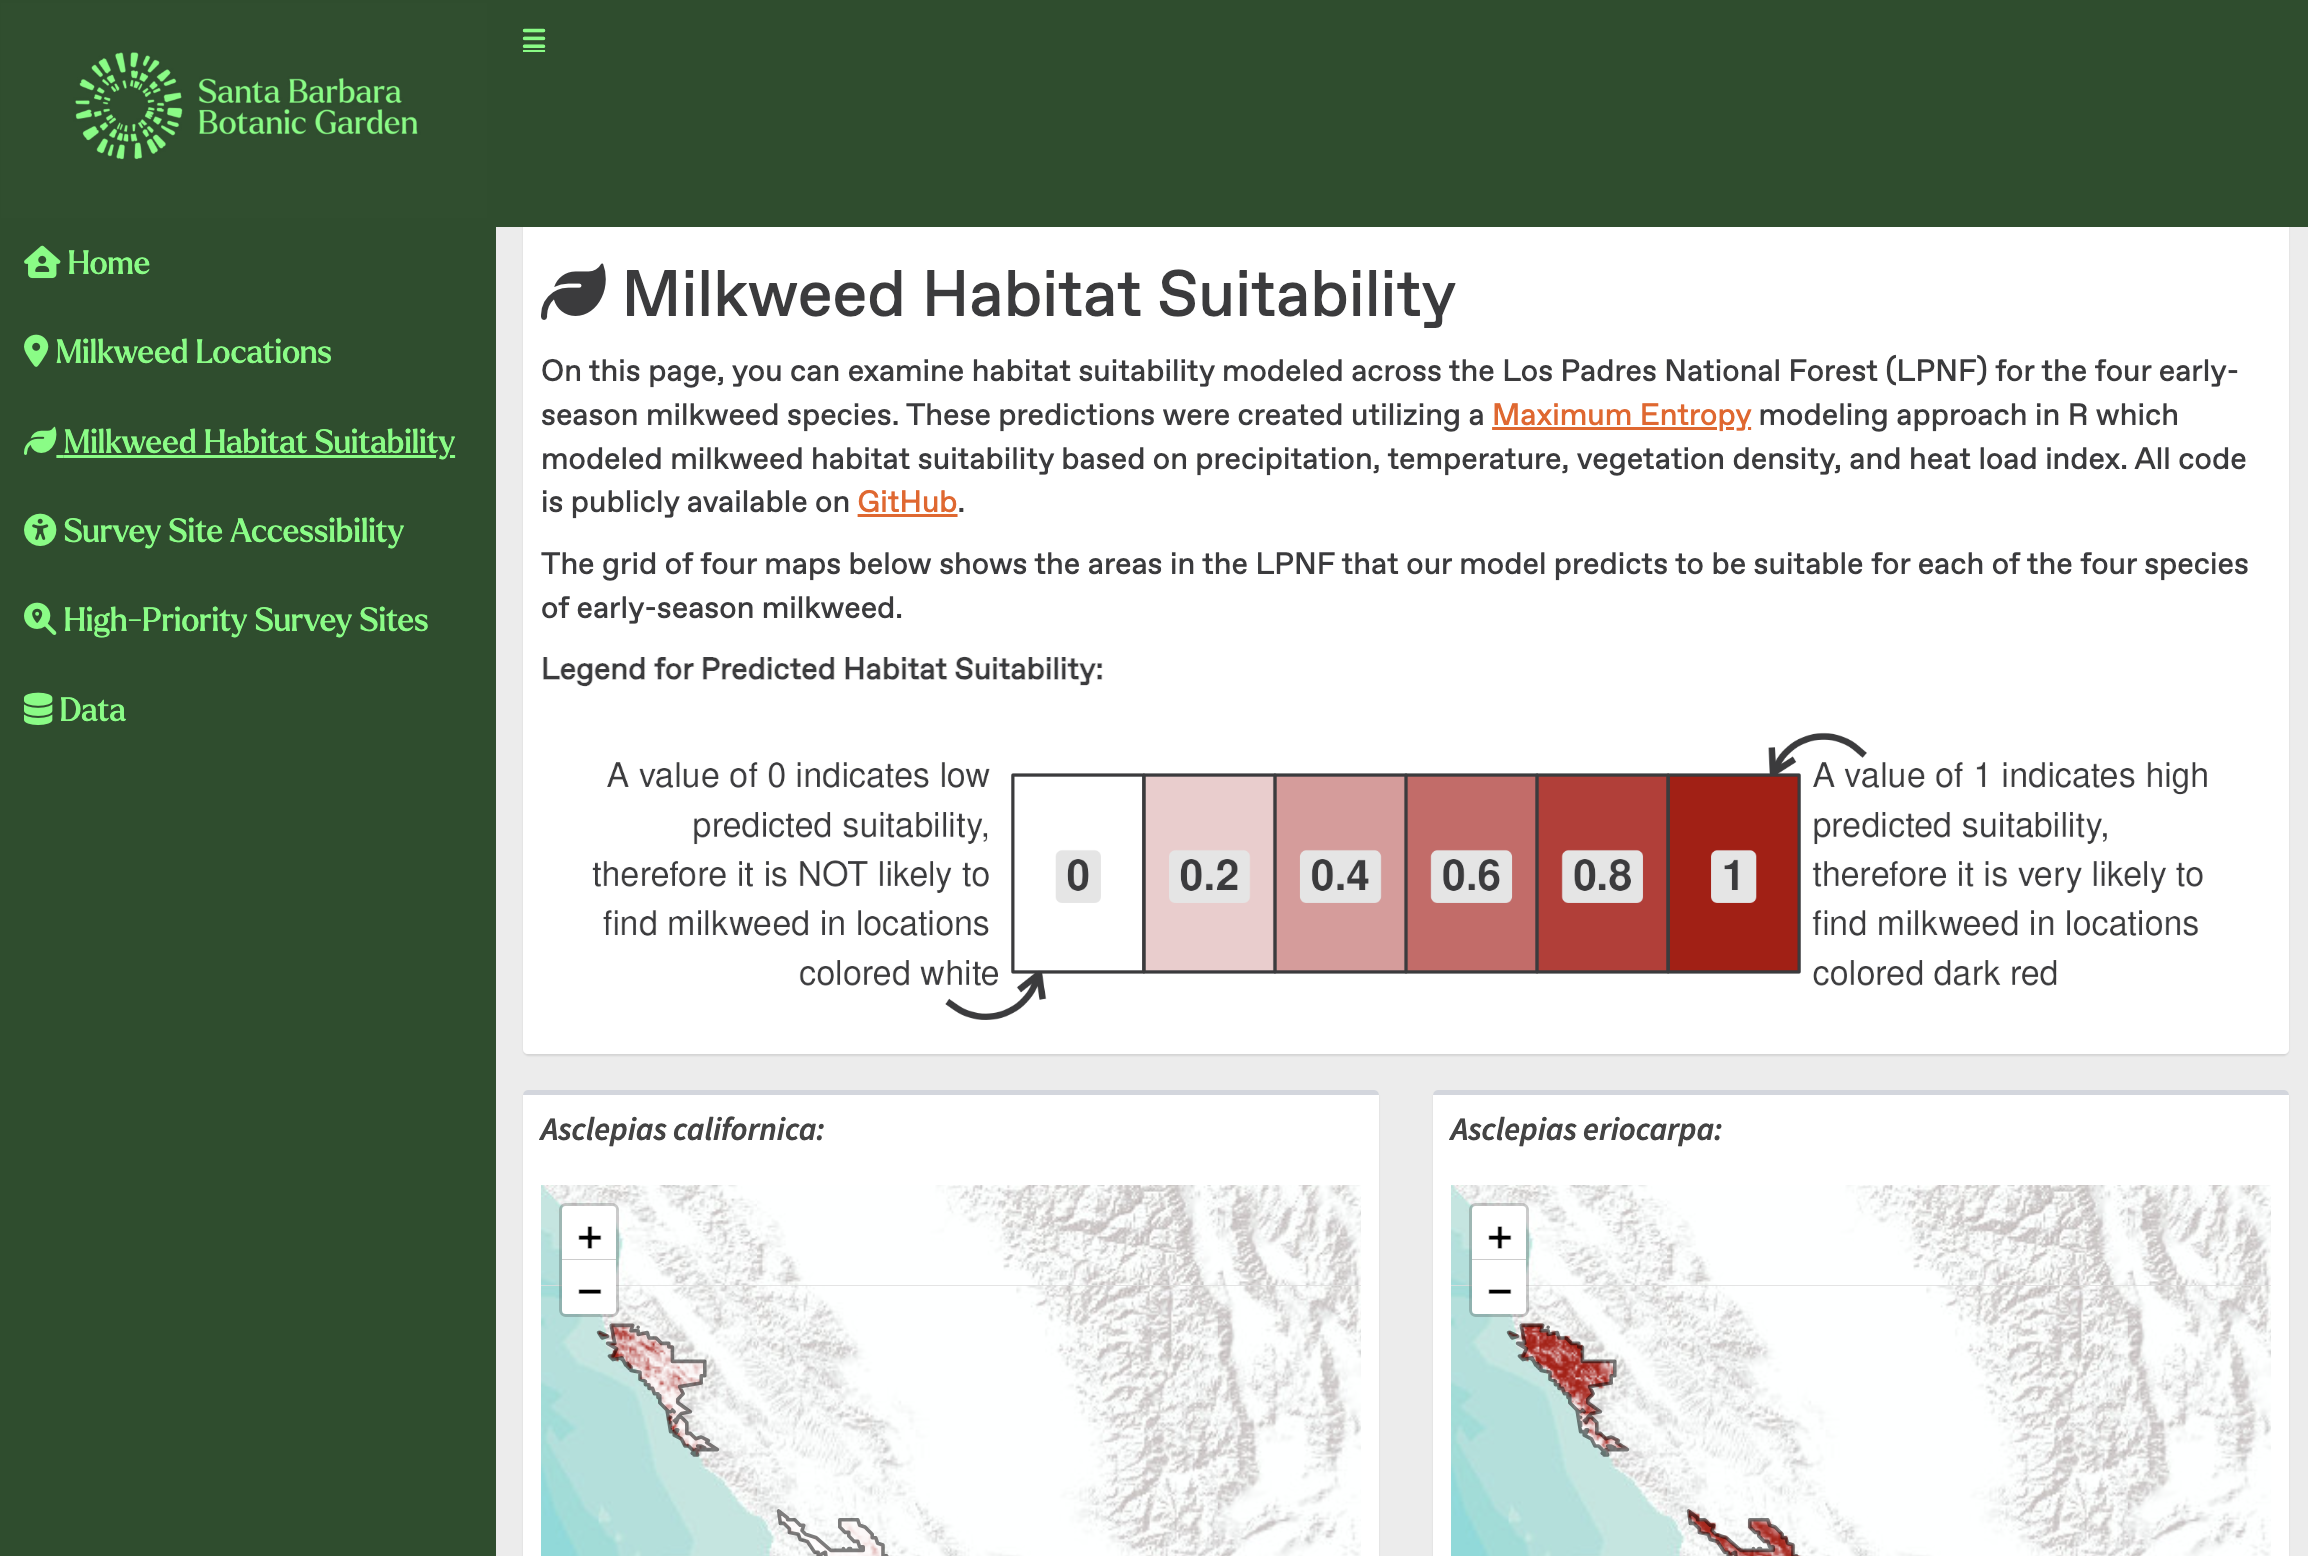 Santa Barbara
Botanic Garden
Home
Milkweed Locations
Milkweed Habitat Suitability
Survey Site Accessibility
High-Priority Survey Sites
Data
Milkweed Habitat Suitability
On this page, you can examine habitat suitability modeled across the Los Padres National Forest (LPNF) for the four early-
season milkweed species. These predictions were created utilizing a Maximum Entropy modeling approach in R which
modeled milkweed habitat suitability based on precipitation, temperature, vegetation density, and heat load index. All code
is publicly available on GitHub.
The grid of four maps below shows the areas in the LPNF that our model predicts to be suitable for each of the four species
of early-season milkweed.
Legend for Predicted Habitat Suitability:
A value of 0 indicates low
predicted suitability,
therefore it is NOT likely to
find milkweed in locations
colored white
0 0.2 0.4 0.6 0.8 1
A value of 1 indicates high
predicted suitability,
therefore it is very likely to
find milkweed in locations
colored dark red
Asclepias californica:
+
−
Asclepias eriocarpa:
+
−